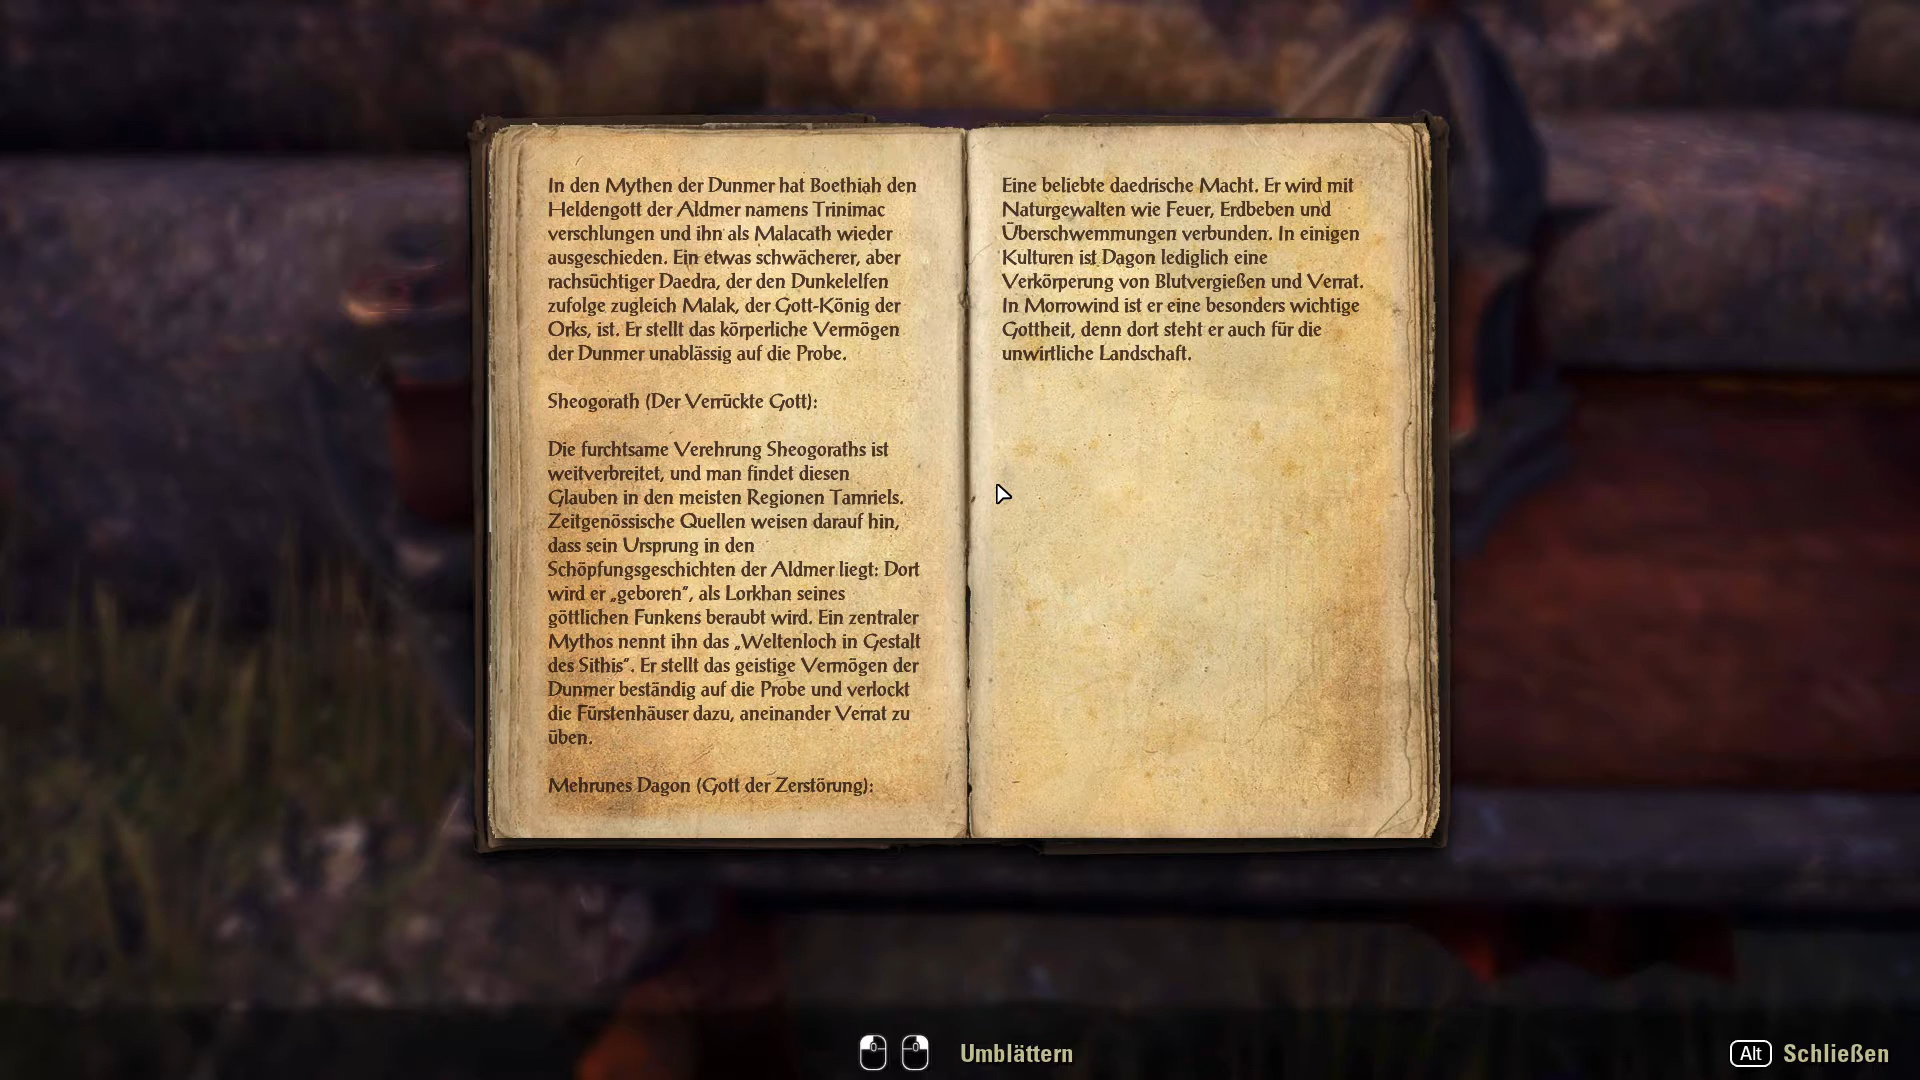 In den Mythen der Dunmer hat Boethiah den
Heldengott der Aldmer namens Trinimac
verschlungen und ihn als Malacath wieder
ausgeschieden. Ein etwas schwächerer, aber
rachsüchtiger Daedra, der den Dunkelelfen
zufolge zugleich Malak, der Gott-König der
Orks, ist. Er stellt das körperliche Vermögen
der Dunmer unablässig auf die Probe.
Sheogorath (Der Verrückte Gott):
Die furchtsame Verehrung Sheogoraths ist
weitverbreitet, und man findet diesen
Glauben in den meisten Regionen Tamriels.
Zeitgenössische Quellen weisen darauf hin,
dass sein Ursprung in den
Schöpfungsgeschichten der Aldmer liegt: Dort
wird er „geboren“, als Lorkhan seines
göttlichen Funkens beraubt wird. Ein zentraler
Mythos nennt ihn das „Weltenloch in Gestalt
des Sithis“. Er stellt das geistige Vermögen der
Dunmer beständig auf die Probe und verlockt
die Fürstenhäuser dazu, aneinander Verrat zu
üben.
Mehrunes Dagon (Gott der Zerstörung):
Eine beliebte daedrische Macht. Er wird mit
Naturgewalten wie Feuer, Erdbeben und
Überschwemmungen verbunden. In einigen
Kulturen ist Dagon lediglich eine
Verkörperung von Blutvergießen und Verrat.
In Morrowind ist er eine besonders wichtige
Gottheit, denn dort steht er auch für die
unwirtliche Landschaft.
Umblättern
Alt Schließen